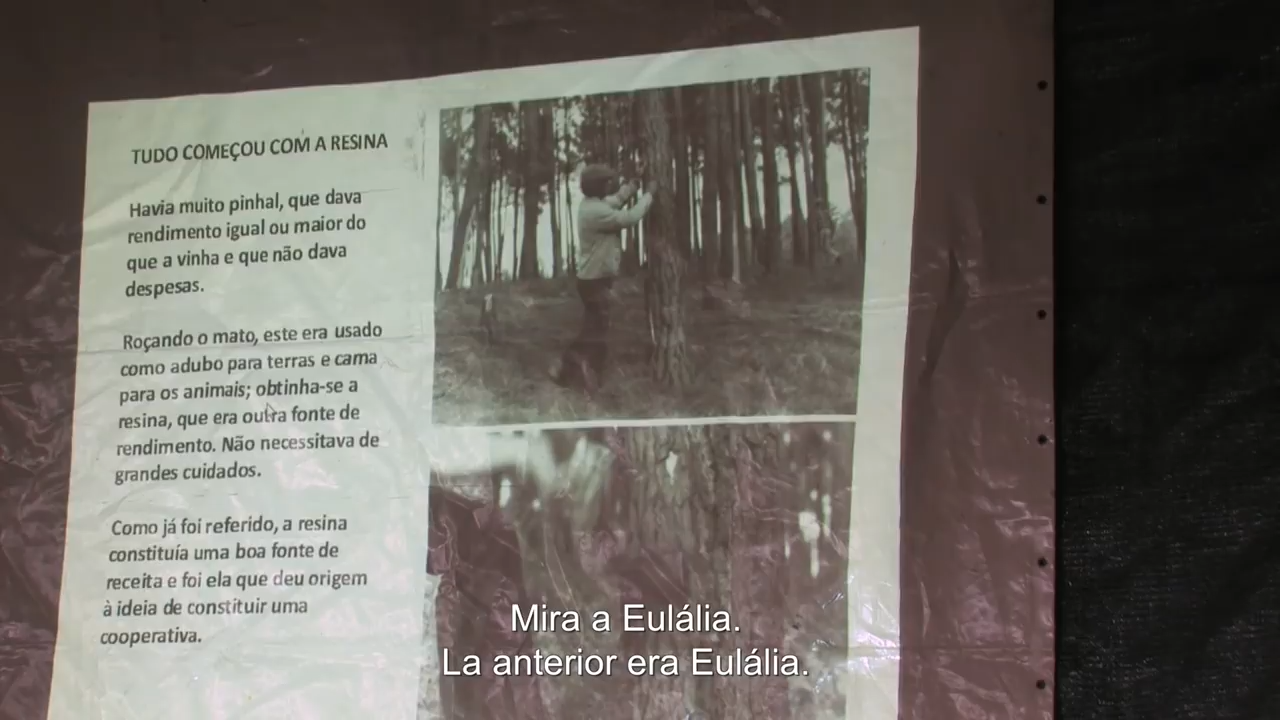 TUDO COMEÇOU COM A RESINA
Havia muito pinhal, que dava
rendimento igual ou maior do
que a vinha e que não dava
despesas.
Roçando o mato, este era usado
como adubo para terras e cama
para os animais; obtinha-se a
resina, que era outra fonte de
rendimento. Não necessitava de
grandes cuidados.
Como já foi referido, a resina
constituía uma boa fonte de
receita e foi ela que deu origem
à ideia de constituir uma
cooperativa.
Mira a Eulália.
La anterior era Eulália.